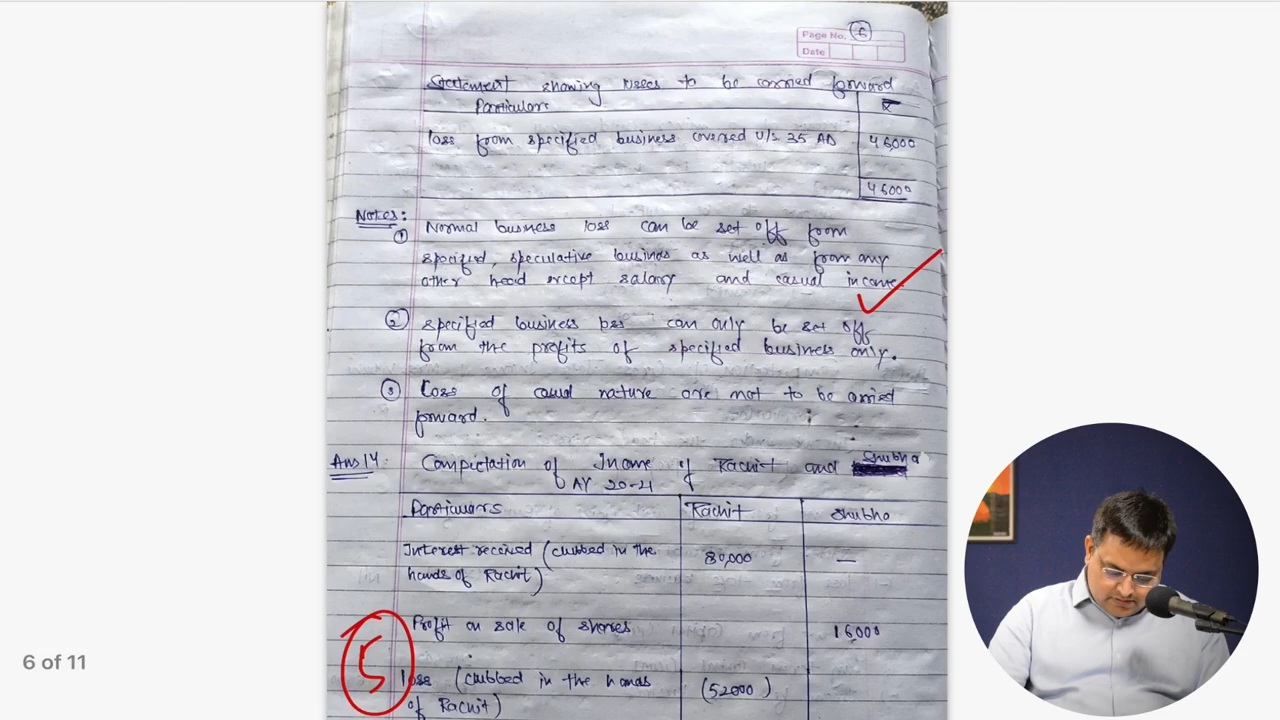 Page No. 6
Date
Statement showing losses to be carried forward
Particulars ₹
loss from specified business covered U/s 35 AD 45000
45000
Notes:
① Normal business loss can be set off from
specified, speculative business as well as from any
other head except salary and casual income
② specified business loss can only be set off
from the profits of specified business only.
③ Loss of casual nature are not to be carried
forward.
Ans 14. Computation of Income of Rachit and Shubha
AY 20-21
Particulars Rachit Shubha
Interest received (clubbed in the 80,000 —
hands of Rachit)
Profit on sale of shares 16000
5
loss (clubbed in the hands (52000)
of Rachit)
6 of 11